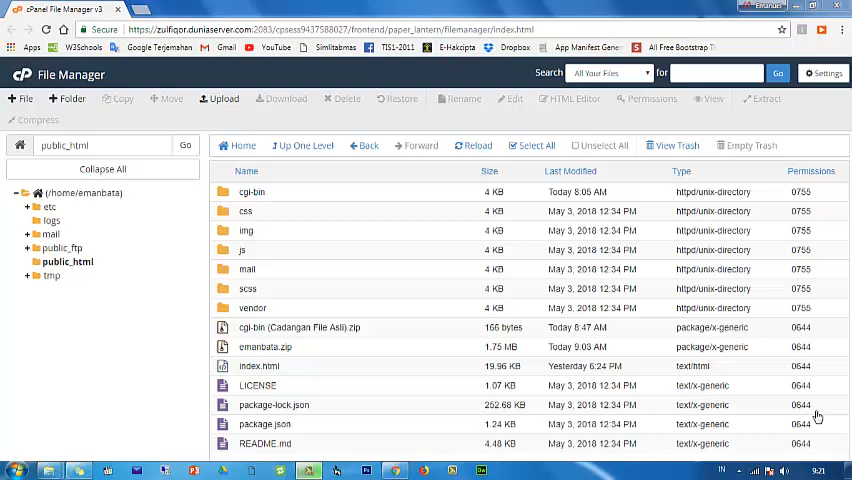 cPanel File Manager v3
Emanuel
Secure https://zulfiqor.duniaserver.com:2083/cpsess9437588027/frontend/paper_lantern/filemanager/index.html
Apps W3Schools Google Terjemahan Gmail YouTube Simlitabmas TIS1-2011 E-Hakcipta Dropbox App Manifest Genera All Free Bootstrap T
cP File Manager Search All Your Files for Go Settings
+ File + Folder Copy Move Upload Download Delete Restore Rename Edit HTML Editor Permissions View Extract
Compress
public_html Go Home Up One Level Back Forward Reload Select All Unselect All View Trash Empty Trash
Collapse All
Name Size Last Modified Type Permissions
(/home/emanbata)
etc
logs
mail
public_ftp
public_html
tmp
cgi-bin 4 KB Today 8:05 AM httpd/unix-directory 0755
css 4 KB May 3, 2018 12:34 PM httpd/unix-directory 0755
img 4 KB May 3, 2018 12:34 PM httpd/unix-directory 0755
js 4 KB May 3, 2018 12:34 PM httpd/unix-directory 0755
mail 4 KB May 3, 2018 12:34 PM httpd/unix-directory 0755
scss 4 KB May 3, 2018 12:34 PM httpd/unix-directory 0755
vendor 4 KB May 3, 2018 12:34 PM httpd/unix-directory 0755
cgi-bin (Cadangan File Asli).zip 166 bytes Today 8:47 AM package/x-generic 0644
emanbata.zip 1.75 MB Today 9:03 AM package/x-generic 0644
index.html 19.96 KB Yesterday 6:24 PM text/html 0644
LICENSE 1.07 KB May 3, 2018 12:34 PM text/x-generic 0644
package-lock.json 252.68 KB May 3, 2018 12:34 PM text/x-generic 0644
package.json 1.24 KB May 3, 2018 12:34 PM text/x-generic 0644
README.md 4.48 KB May 3, 2018 12:34 PM text/x-generic 0644
IN 9:21